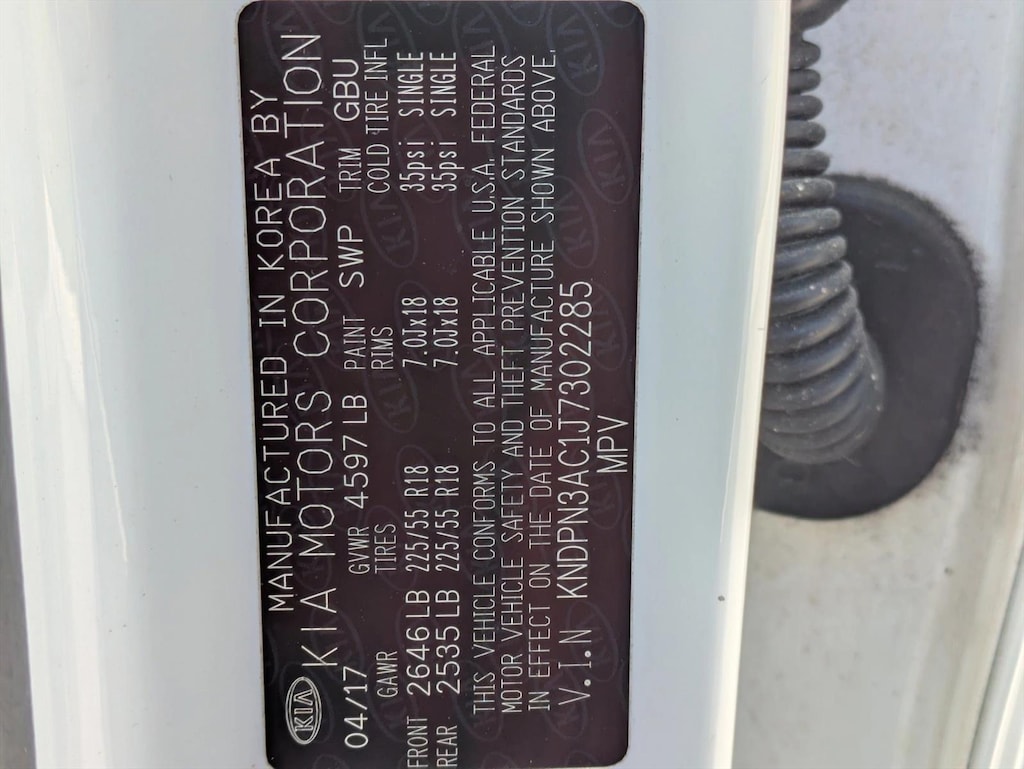 MANUFACTURED IN KOREA BY
KIA KIA MOTORS CORPORATION
04/17 GVWR 4597 LB PAINT SWP TRIM GBU
GAWR TIRES RIMS COLD TIRE INFL
FRONT 2646 LB 225/55 R18 7.0Jx18 35psi SINGLE
REAR 2535 LB 225/55 R18 7.0Jx18 35psi SINGLE
THIS VEHICLE CONFORMS TO ALL APPLICABLE U.S.A. FEDERAL
MOTOR VEHICLE SAFETY AND THEFT PREVENTION STANDARDS
IN EFFECT ON THE DATE OF MANUFACTURE SHOWN ABOVE.
V.I.N KNDPN3AC1J7302285
MPV